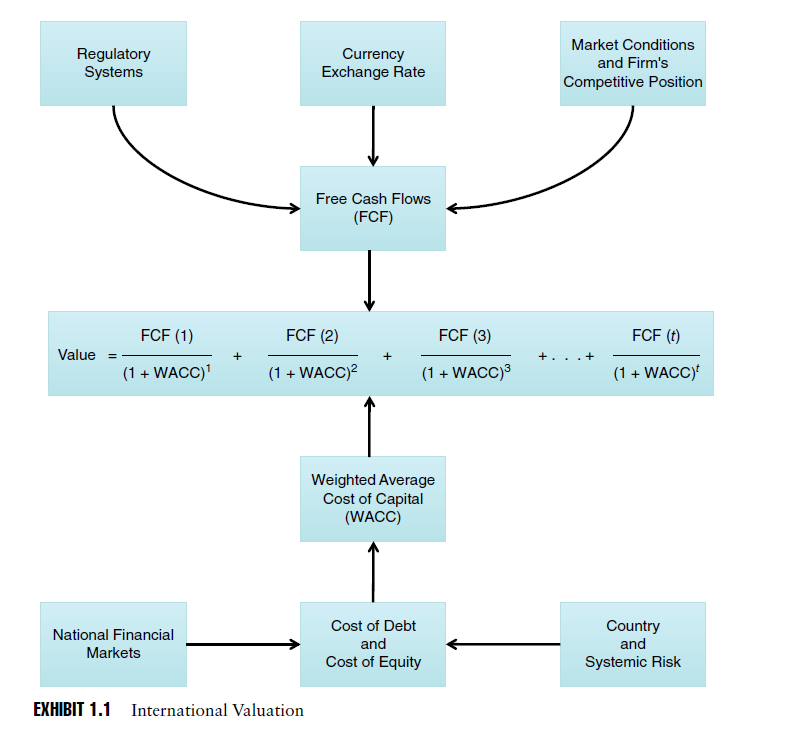 Regulatory
Systems
Currency
Exchange Rate
Market Conditions
and Firm's
Competitive Position
Free Cash Flows
(FCF)
Value = FCF (1) / (1 + WACC)¹ + FCF (2) / (1 + WACC)² + FCF (3) / (1 + WACC)³ + . . . + FCF (t) / (1 + WACC)ᵗ
Weighted Average
Cost of Capital
(WACC)
National Financial
Markets
Cost of Debt
and
Cost of Equity
Country
and
Systemic Risk
EXHIBIT 1.1 International Valuation